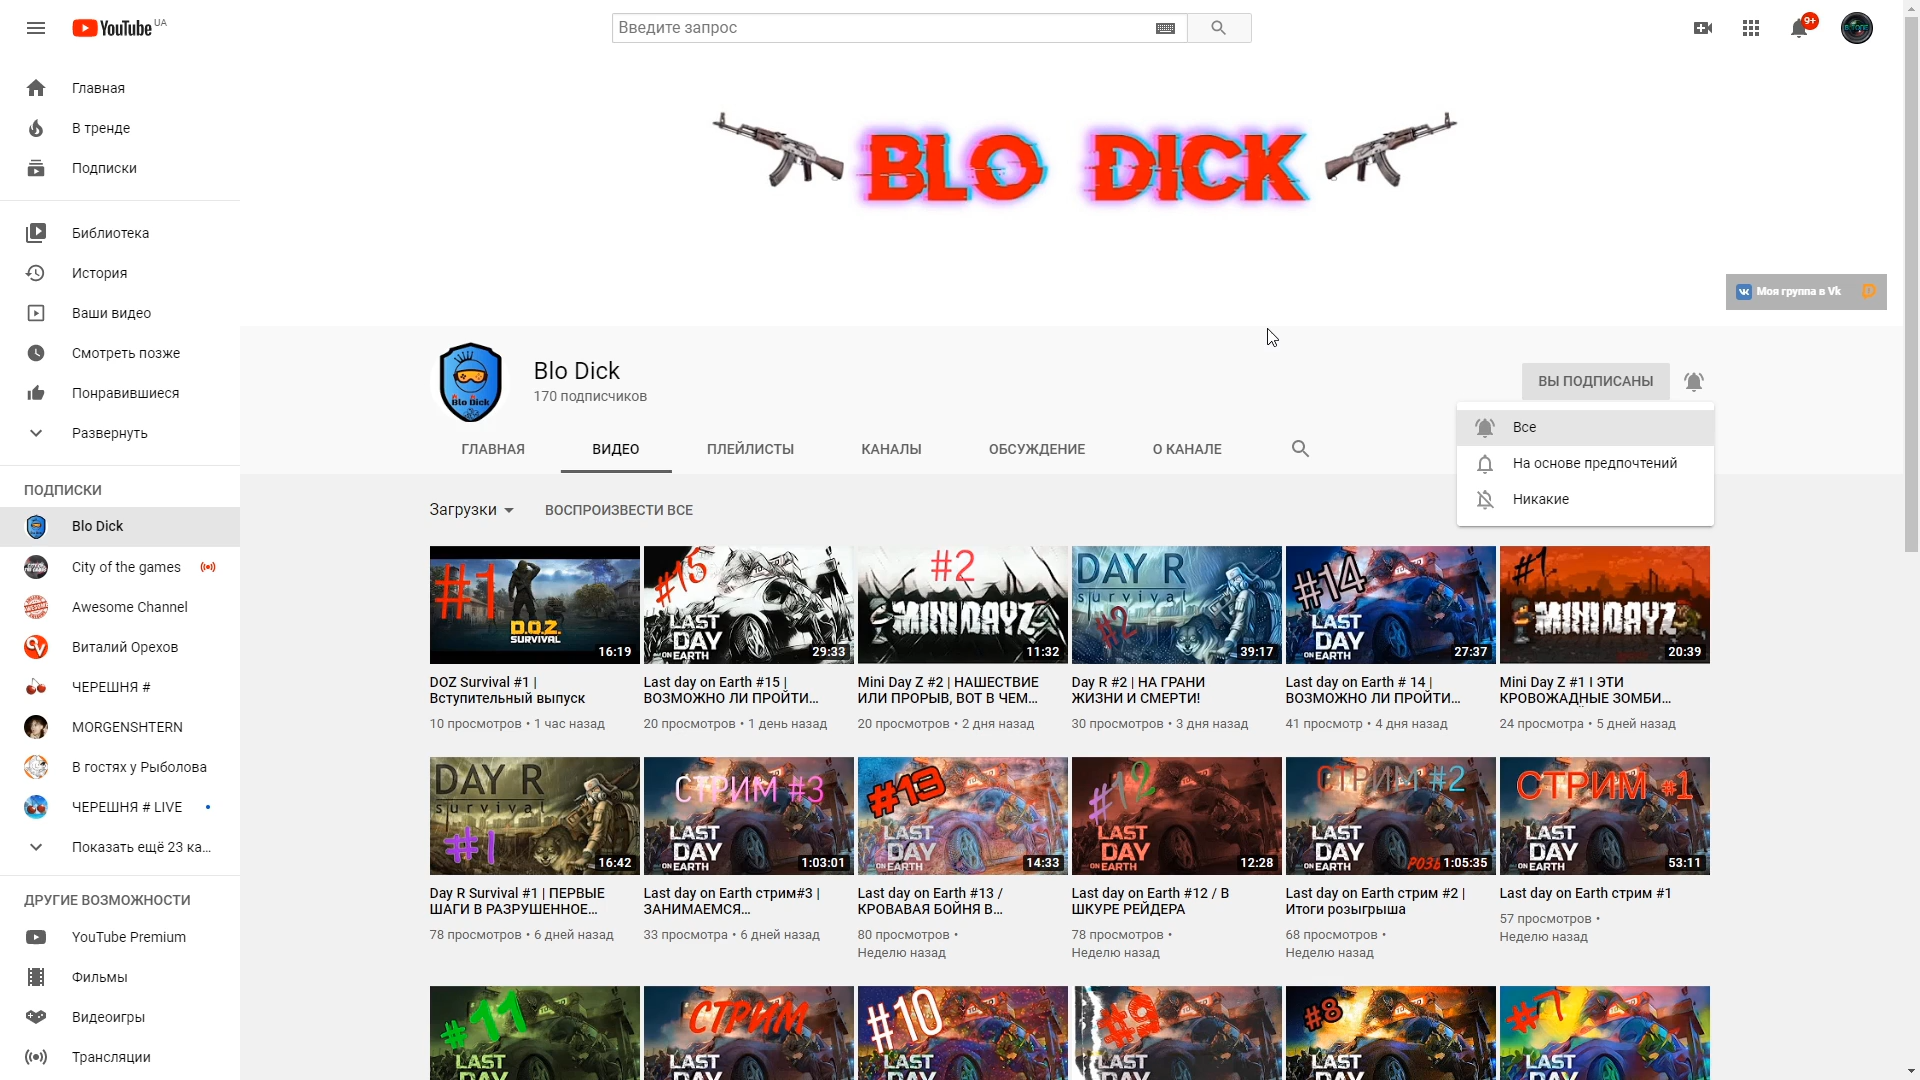 YouTube UA
Введите запрос
9+
Главная
В тренде
Подписки
Библиотека
История
Ваши видео
Смотреть позже
Понравившиеся
Развернуть
ПОДПИСКИ
Blo Dick
City of the games
Awesome Channel
Виталий Орехов
ЧЕРЕШНЯ #
MORGENSHTERN
В гостях у Рыболова
ЧЕРЕШНЯ # LIVE
Показать ещё 23 ка...
ДРУГИЕ ВОЗМОЖНОСТИ
YouTube Premium
Фильмы
Видеоигры
Трансляции
BLO DICK
Моя группа в Vk
Blo Dick
Blo Dick
170 подписчиков
ВЫ ПОДПИСАНЫ
Все
На основе предпочтений
Никакие
ГЛАВНАЯ
ВИДЕО
ПЛЕЙЛИСТЫ
КАНАЛЫ
ОБСУЖДЕНИЕ
О КАНАЛЕ
Загрузки
ВОСПРОИЗВЕСТИ ВСЕ
#1
D.O.Z.
SURVIVAL
16:19
DOZ Survival #1 |
Вступительный выпуск
10 просмотров • 1 час назад
#15
LAST
DAY
ON EARTH
29:33
Last day on Earth #15 |
ВОЗМОЖНО ЛИ ПРОЙТИ...
20 просмотров • 1 день назад
#2
MINI DAYZ
11:32
Mini Day Z #2 | НАШЕСТВИЕ
ИЛИ ПРОРЫВ, ВОТ В ЧЕМ...
20 просмотров • 2 дня назад
DAY R
survival
#2
39:17
Day R #2 | НА ГРАНИ
ЖИЗНИ И СМЕРТИ!
30 просмотров • 3 дня назад
#14
LAST
DAY
ON EARTH
27:37
Last day on Earth # 14 |
ВОЗМОЖНО ЛИ ПРОЙТИ...
41 просмотр • 4 дня назад
#1
MINI DAYZ
20:39
Mini Day Z #1 I ЭТИ
КРОВОЖАДНЫЕ ЗОМБИ...
24 просмотра • 5 дней назад
DAY R
survival
#1
16:42
Day R Survival #1 | ПЕРВЫЕ
ШАГИ В РАЗРУШЕННОЕ...
78 просмотров • 6 дней назад
СТРИМ #3
LAST
DAY
ON EARTH
1:03:01
Last day on Earth стрим#3 |
ЗАНИМАЕМСЯ...
33 просмотра • 6 дней назад
#13
LAST
DAY
ON EARTH
14:33
Last day on Earth #13 /
КРОВАВАЯ БОЙНЯ В...
80 просмотров •
Неделю назад
#12
LAST
DAY
ON EARTH
12:28
Last day on Earth #12 / В
ШКУРЕ РЕЙДЕРА
78 просмотров •
Неделю назад
СТРИМ #2
LAST
DAY
ON EARTH
1:05:35
Last day on Earth стрим #2 |
Итоги розыгрыша
68 просмотров •
Неделю назад
СТРИМ #1
LAST
DAY
ON EARTH
53:11
Last day on Earth стрим #1
57 просмотров •
Неделю назад
#11
LAST
DAY
СТРИМ
LAST
DAY
#10
LAST
DAY
#9
LAST
DAY
#8
LAST
DAY
#7
LAST
DAY